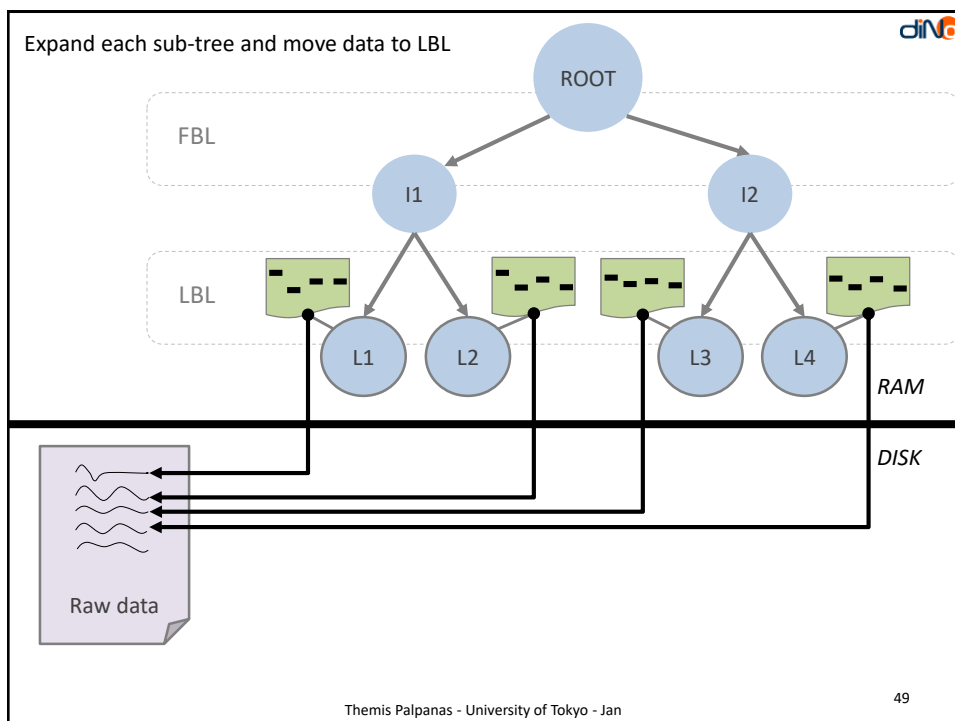 Expand each sub-tree and move data to LBL
diNo
ROOT
FBL
I1
I2
LBL
L1
L2
L3
L4
RAM
DISK
Raw data
49
Themis Palpanas - University of Tokyo - Jan